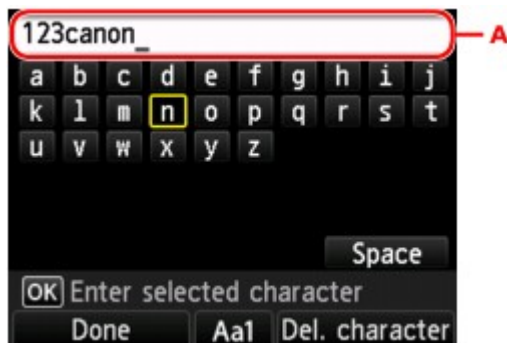 123canon_ A
a b c d e f g h i j
k l m n o p q r s t
u v w x y z
Space
OK Enter selected character
Done Aa1 Del. character